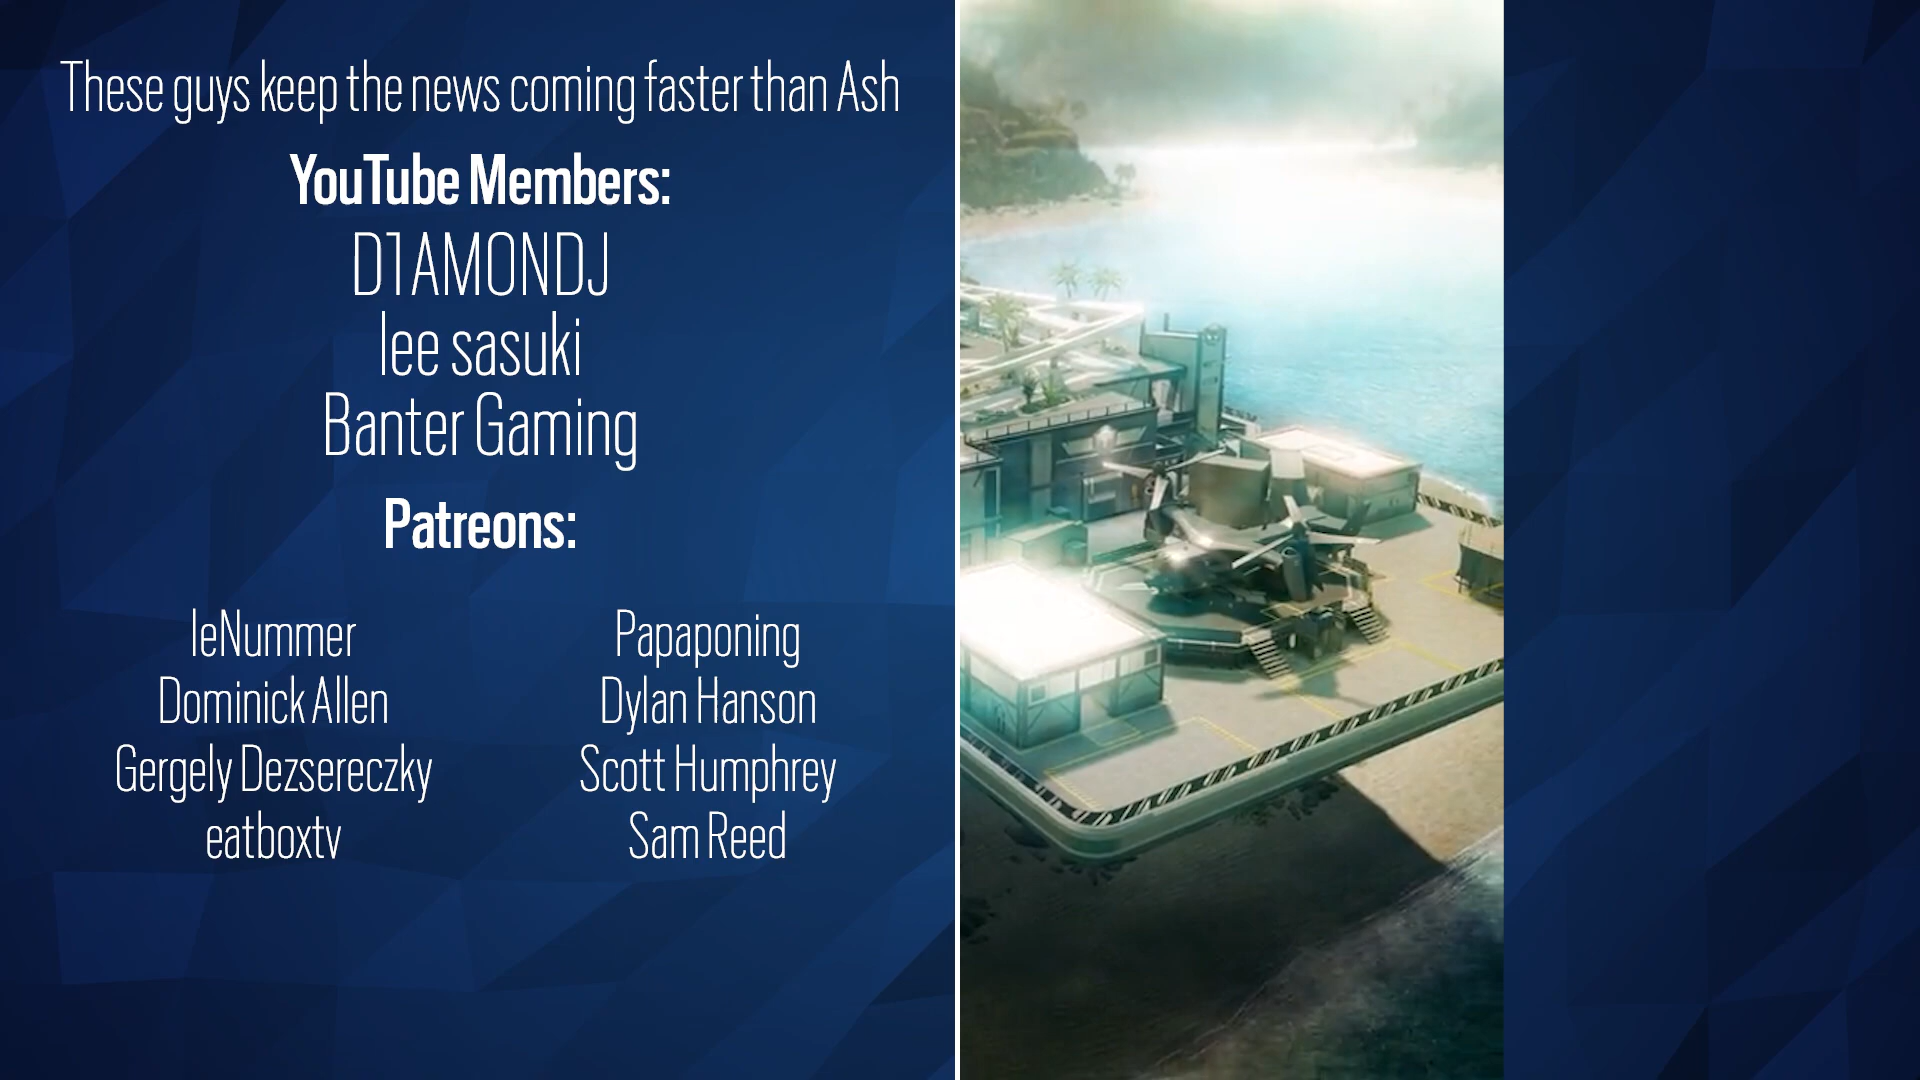 These guys keep the news coming faster than Ash
YouTube Members:
D1AMONDJ
lee sasuki
Banter Gaming
Patreons:
leNummer
Dominick Allen
Gergely Dezsereczky
eatboxtv
Papaponing
Dylan Hanson
Scott Humphrey
Sam Reed